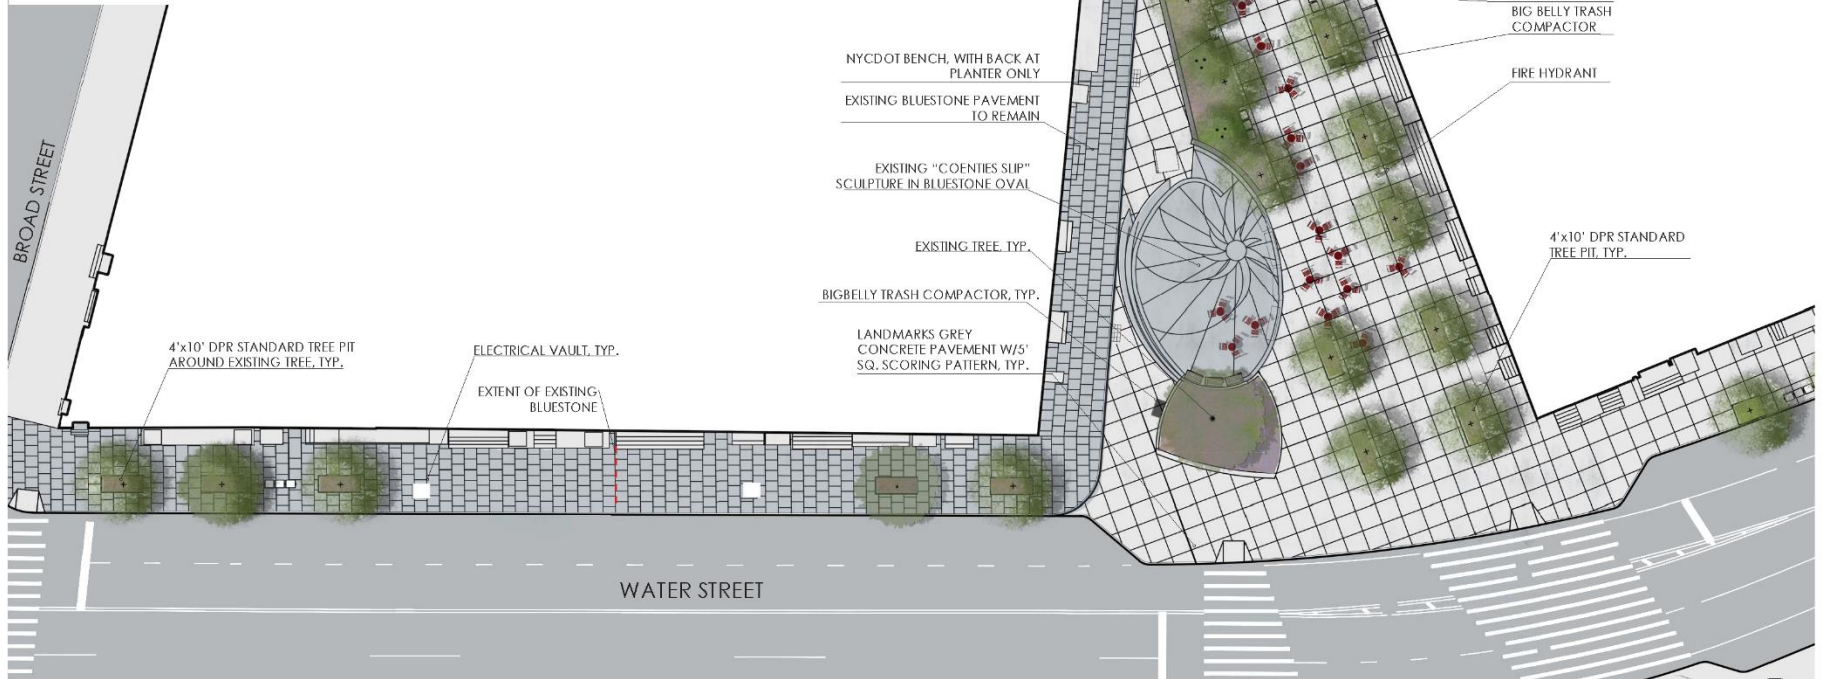 BIG BELLY TRASH
COMPACTOR
NYCDOT BENCH, WITH BACK AT
PLANTER ONLY
FIRE HYDRANT
EXISTING BLUESTONE PAVEMENT
TO REMAIN
BROAD STREET
EXISTING "COENTIES SLIP"
SCULPTURE IN BLUESTONE OVAL
EXISTING TREE, TYP.
4'x10' DPR STANDARD
TREE PIT, TYP.
BIGBELLY TRASH COMPACTOR, TYP.
LANDMARKS GREY
CONCRETE PAVEMENT W/5'
SQ. SCORING PATTERN, TYP.
4'x10' DPR STANDARD TREE PIT
AROUND EXISTING TREE, TYP.
ELECTRICAL VAULT, TYP.
EXTENT OF EXISTING
BLUESTONE
WATER STREET